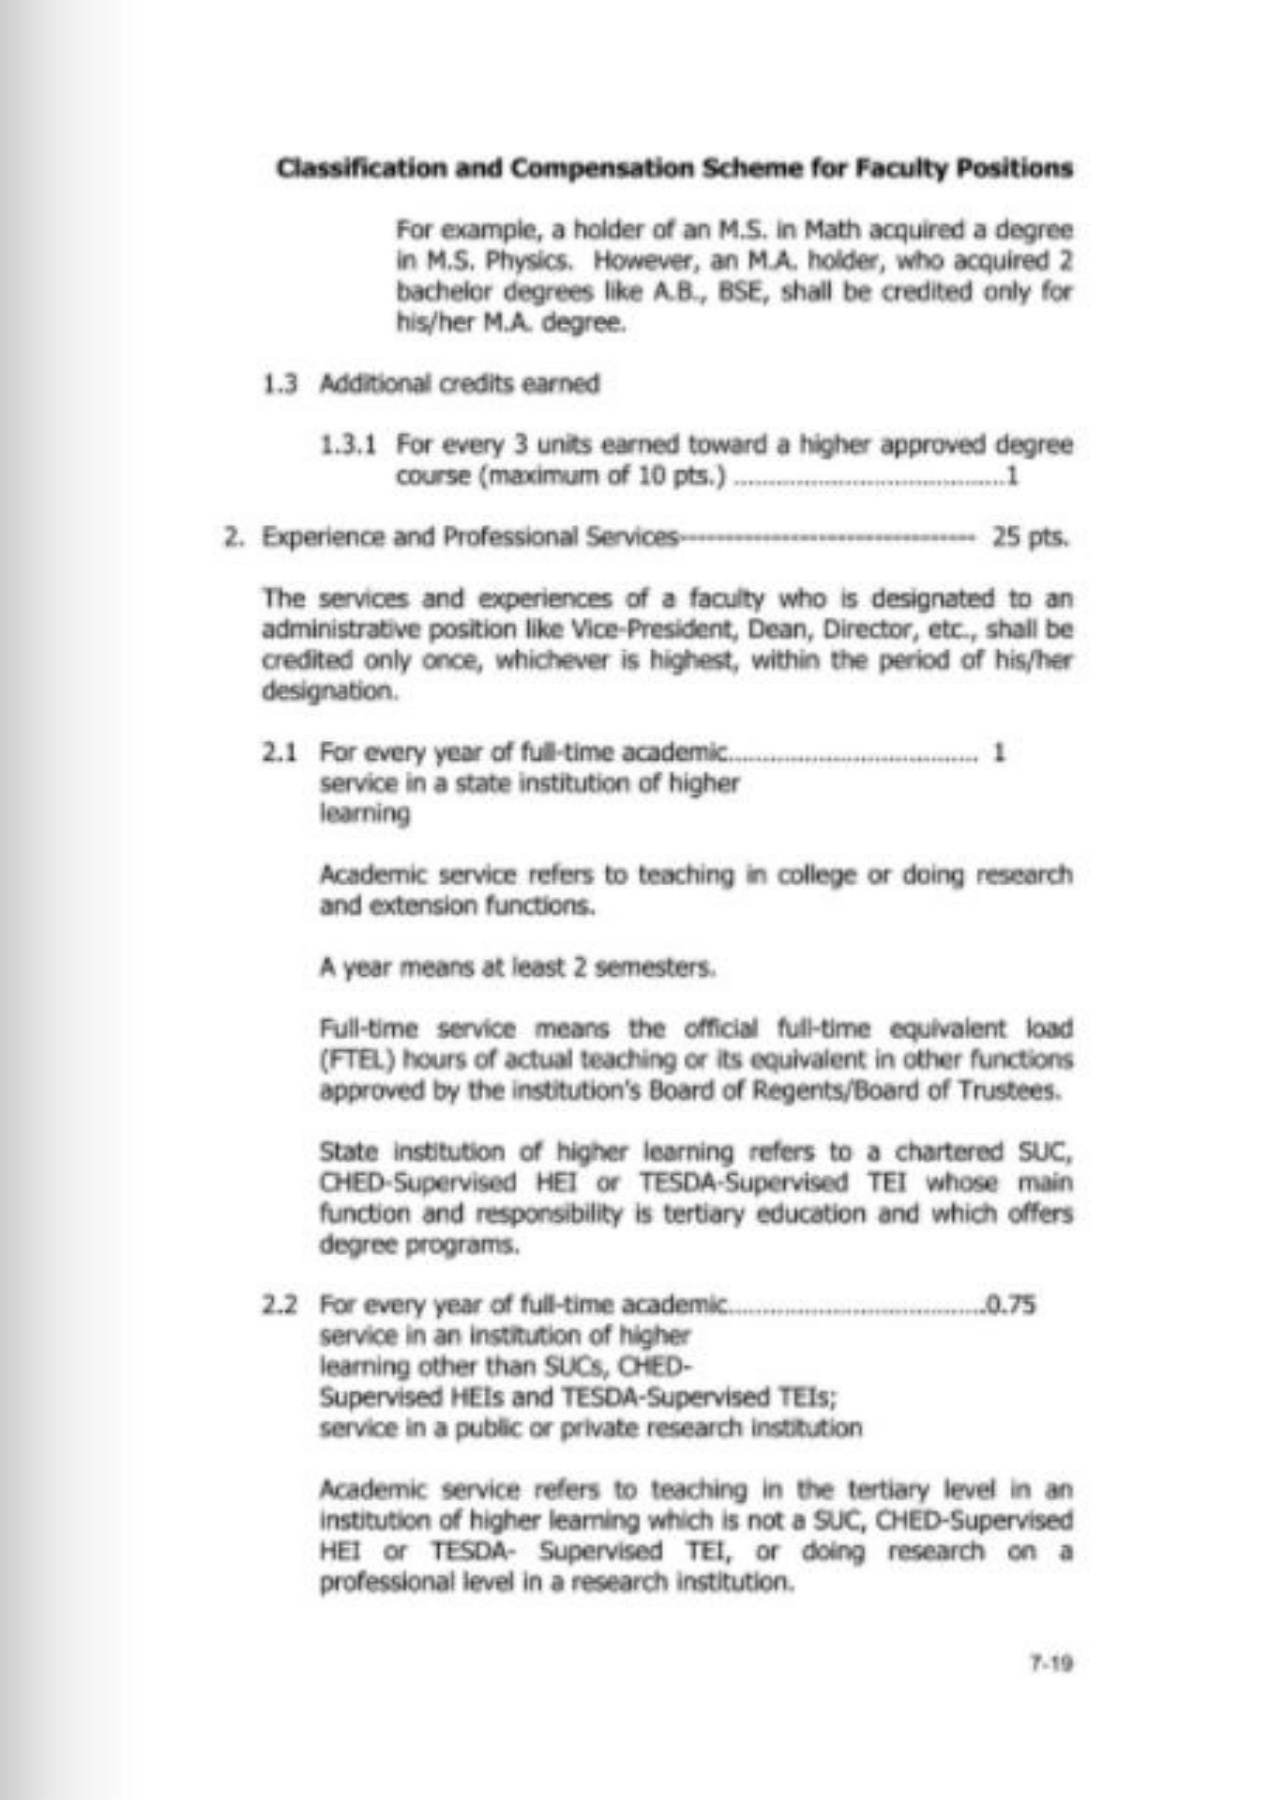 Classification and Compensation Scheme for Faculty Positions
For example, a holder of an M.S. in Math acquired a degree
in M.S. Physics. However, an M.A. holder, who acquired 2
bachelor degrees like A.B., BSE, shall be credited only for
his/her M.A. degree.
1.3 Additional credits earned
1.3.1 For every 3 units earned toward a higher approved degree
course (maximum of 10 pts.) ........................................1
2. Experience and Professional Services-------------------------------- 25 pts.
The services and experiences of a faculty who is designated to an
administrative position like Vice-President, Dean, Director, etc., shall be
credited only once, whichever is highest, within the period of his/her
designation.
2.1 For every year of full-time academic..................................... 1
service in a state institution of higher
learning
Academic service refers to teaching in college or doing research
and extension functions.
A year means at least 2 semesters.
Full-time service means the official full-time equivalent load
(FTEL) hours of actual teaching or its equivalent in other functions
approved by the institution's Board of Regents/Board of Trustees.
State institution of higher learning refers to a chartered SUC,
CHED-Supervised HEI or TESDA-Supervised TEI whose main
function and responsibility is tertiary education and which offers
degree programs.
2.2 For every year of full-time academic......................................0.75
service in an institution of higher
learning other than SUCs, CHED-
Supervised HEIs and TESDA-Supervised TEIs;
service in a public or private research institution
Academic service refers to teaching in the tertiary level in an
institution of higher learning which is not a SUC, CHED-Supervised
HEI or TESDA- Supervised TEI, or doing research on a
professional level in a research institution.
7-19